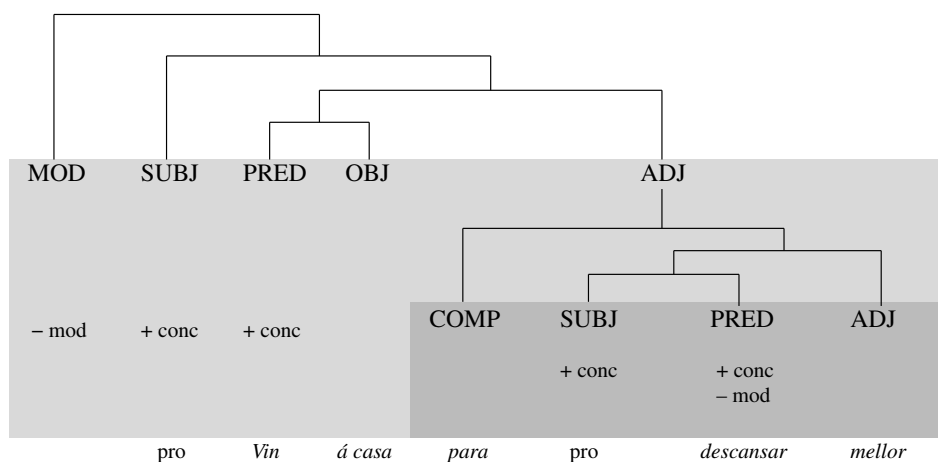 MOD SUBJ PRED OBJ ADJ
COMP SUBJ PRED ADJ
– mod + conc + conc
+ conc + conc
– mod
pro Vin á casa para pro descansar mellor